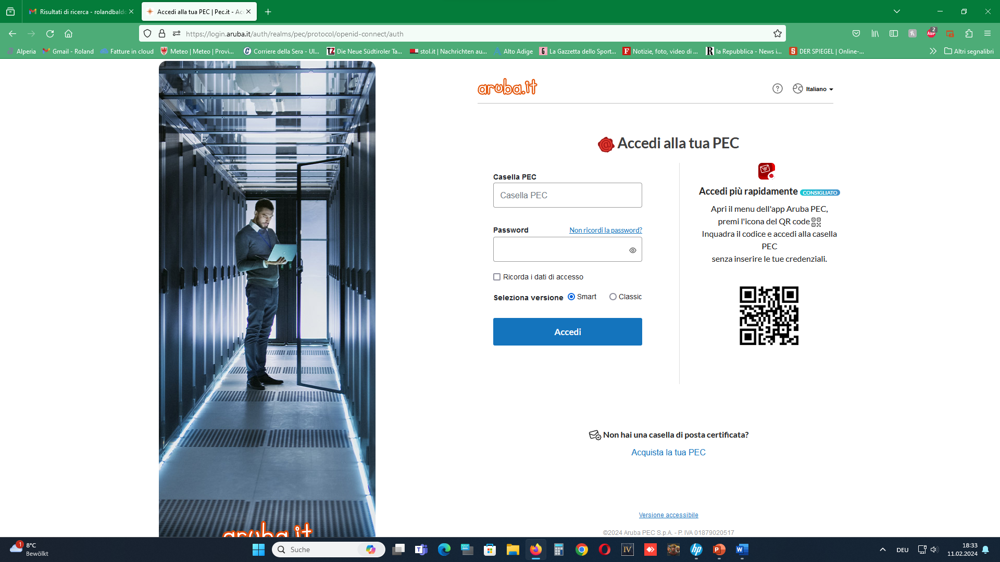 Risultati di ricerca - rolandbaldo
Accedi alla tua PEC | Pec.it - Acc
https://login.aruba.it/auth/realms/pec/protocol/openid-connect/auth
2
ABP
Alperia
Gmail - Roland
Fatture in cloud
Meteo | Meteo | Provi...
Corriere della Sera - Ul...
Die Neue Südtiroler Ta...
stol.it | Nachrichten au...
Alto Adige
La Gazzetta dello Sport...
Notizie, foto, video di ...
la Repubblica - News i...
DER SPIEGEL | Online-...
Altri segnalibri
aruba.it
Italiano
Accedi alla tua PEC
Casella PEC
Casella PEC
Password
Non ricordi la password?
Ricorda i dati di accesso
Seleziona versione
Smart
Classic
Accedi
Accedi più rapidamente CONSIGLIATO
Apri il menu dell'app Aruba PEC,
premi l'icona del QR code
Inquadra il codice e accedi alla casella
PEC
senza inserire le tue credenziali.
Non hai una casella di posta certificata?
Acquista la tua PEC
Versione accessibile
©2024 Aruba PEC S.p.A. - P. IVA 01879020517
aruba.it
1
8°C
Bewölkt
Suche
DEU
18:33
11.02.2024